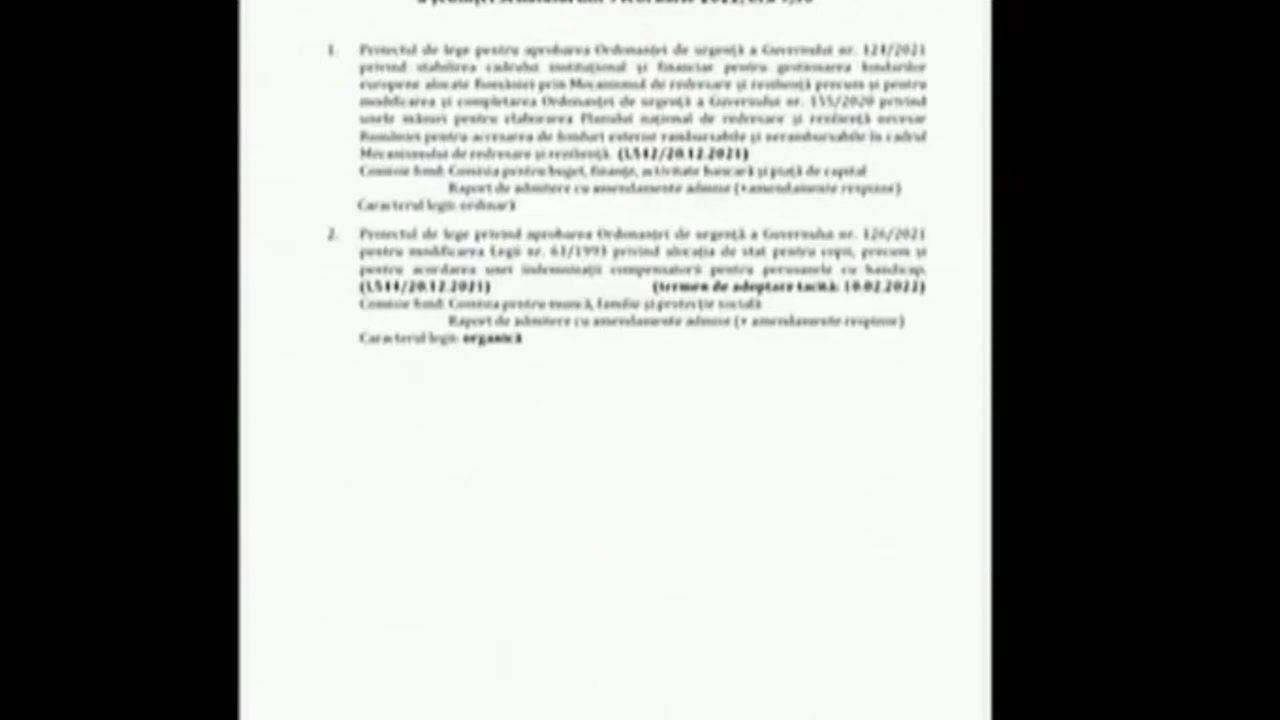 1. Proiectul de lege pentru aprobarea Ordonanței de urgență a Guvernului nr. 124/2021
privind stabilirea cadrului instituțional și financiar pentru gestionarea fondurilor
europene alocate României prin Mecanismul de redresare și reziliență precum și pentru
modificarea și completarea Ordonanței de urgență a Guvernului nr. 155/2020 privind
unele măsuri pentru elaborarea Planului național de redresare și reziliență necesar
României pentru accesarea de fonduri externe rambursabile și nerambursabile în cadrul
Mecanismului de redresare și reziliență. (L542/20.12.2021)
Comisie fond: Comisia pentru buget, finanțe, activitate bancară și piață de capital
Raport de admitere cu amendamente admise (+amendamente respinse)
Caracterul legii: ordinară
2. Proiectul de lege privind aprobarea Ordonanței de urgență a Guvernului nr. 126/2021
pentru modificarea Legii nr. 61/1993 privind alocația de stat pentru copii, precum și
pentru acordarea unei indemnizații compensatorii pentru persoanele cu handicap.
(L544/20.12.2021) (termen de adoptare tacită: 10.02.2022)
Comisie fond: Comisia pentru muncă, familie și protecție socială
Raport de admitere cu amendamente admise (+ amendamente respinse)
Caracterul legii: organică